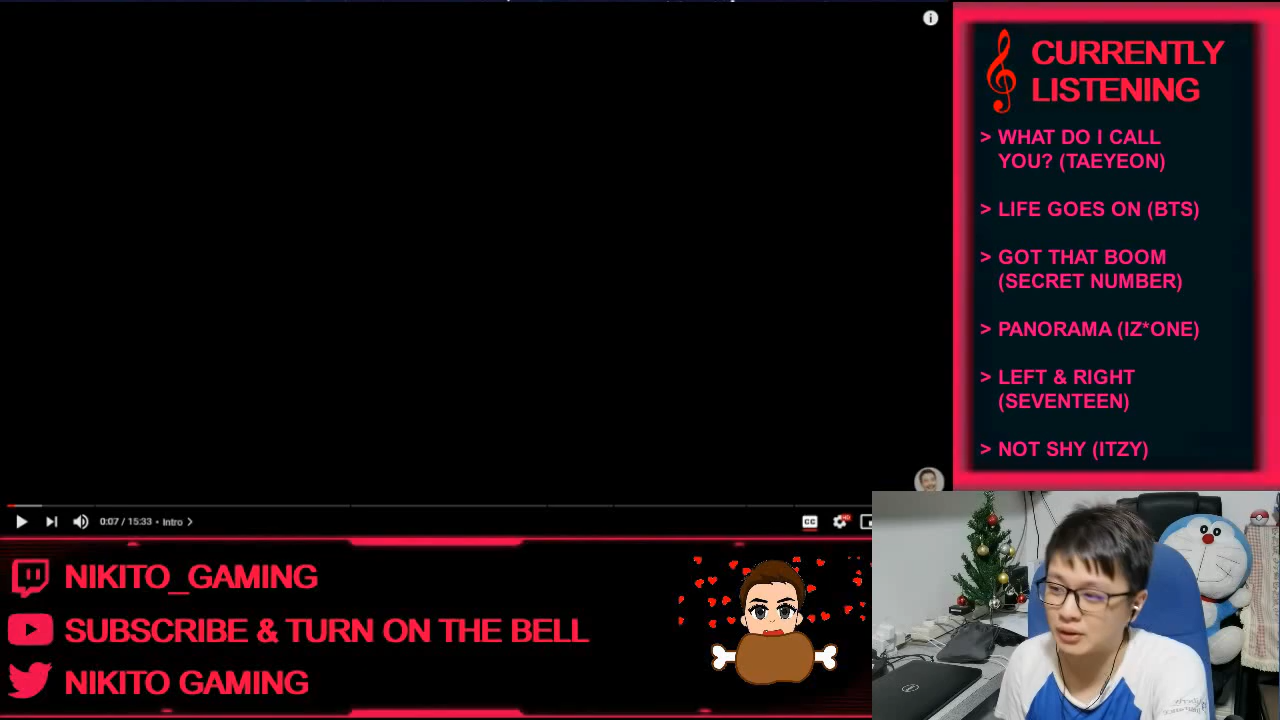 CURRENTLY
LISTENING
> WHAT DO I CALL
YOU? (TAEYEON)
> LIFE GOES ON (BTS)
> GOT THAT BOOM
(SECRET NUMBER)
> PANORAMA (IZ*ONE)
> LEFT & RIGHT
(SEVENTEEN)
> NOT SHY (ITZY)
0:07 / 15:33 • Intro >
CC
HD
NIKITO_GAMING
SUBSCRIBE & TURN ON THE BELL
NIKITO GAMING